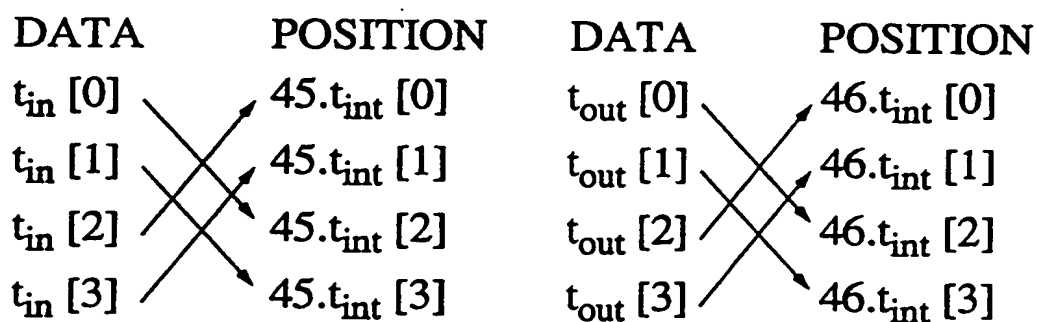 DATA POSITION DATA POSITION
t_in [0] 45.t_int [0] t_out [0] 46.t_int [0]
t_in [1] 45.t_int [1] t_out [1] 46.t_int [1]
t_in [2] 45.t_int [2] t_out [2] 46.t_int [2]
t_in [3] 45.t_int [3] t_out [3] 46.t_int [3]